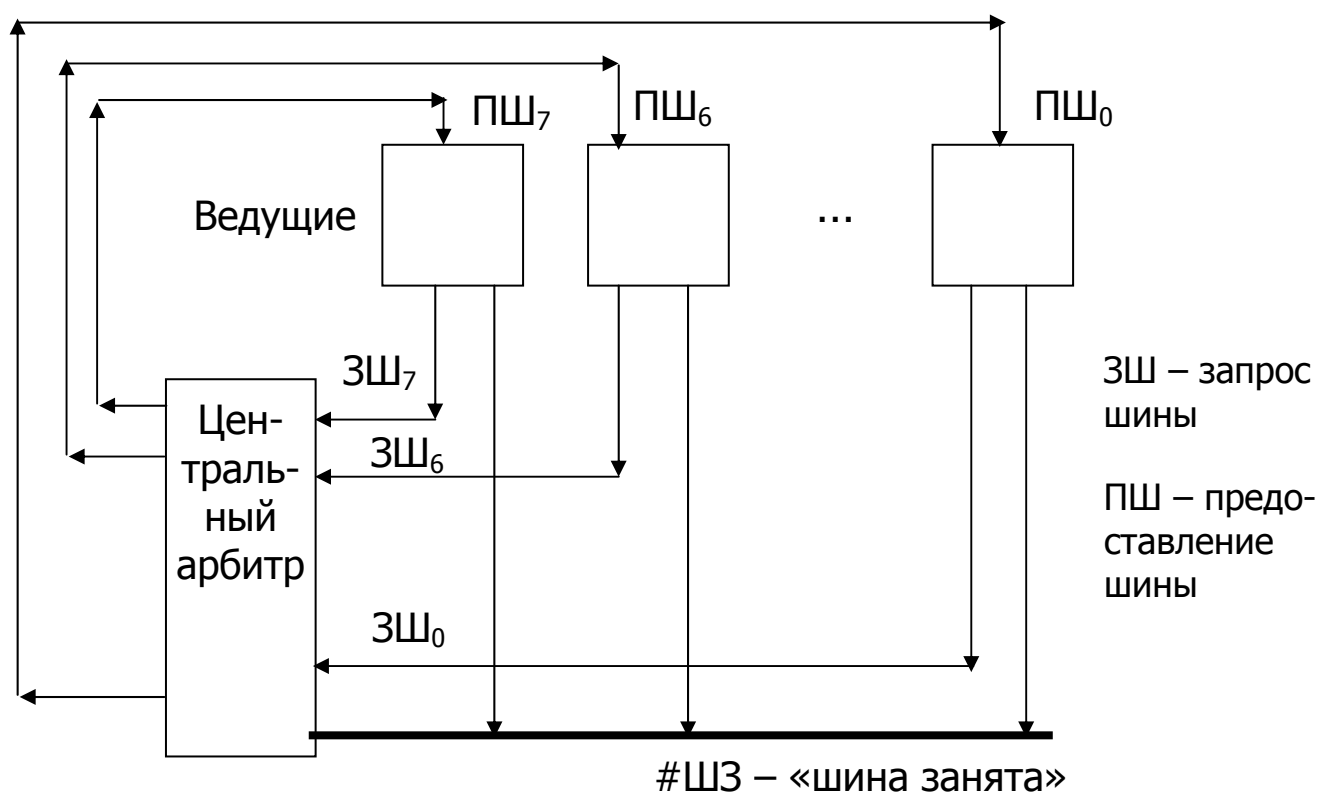 ПШ₇
ПШ₆
ПШ₀
Ведущие
...
ЗШ₇
ЗШ₆
ЗШ₀
Цен-
траль-
ный
арбитр
ЗШ – запрос
шины
ПШ – предо-
ставление
шины
#ШЗ – «шина занята»